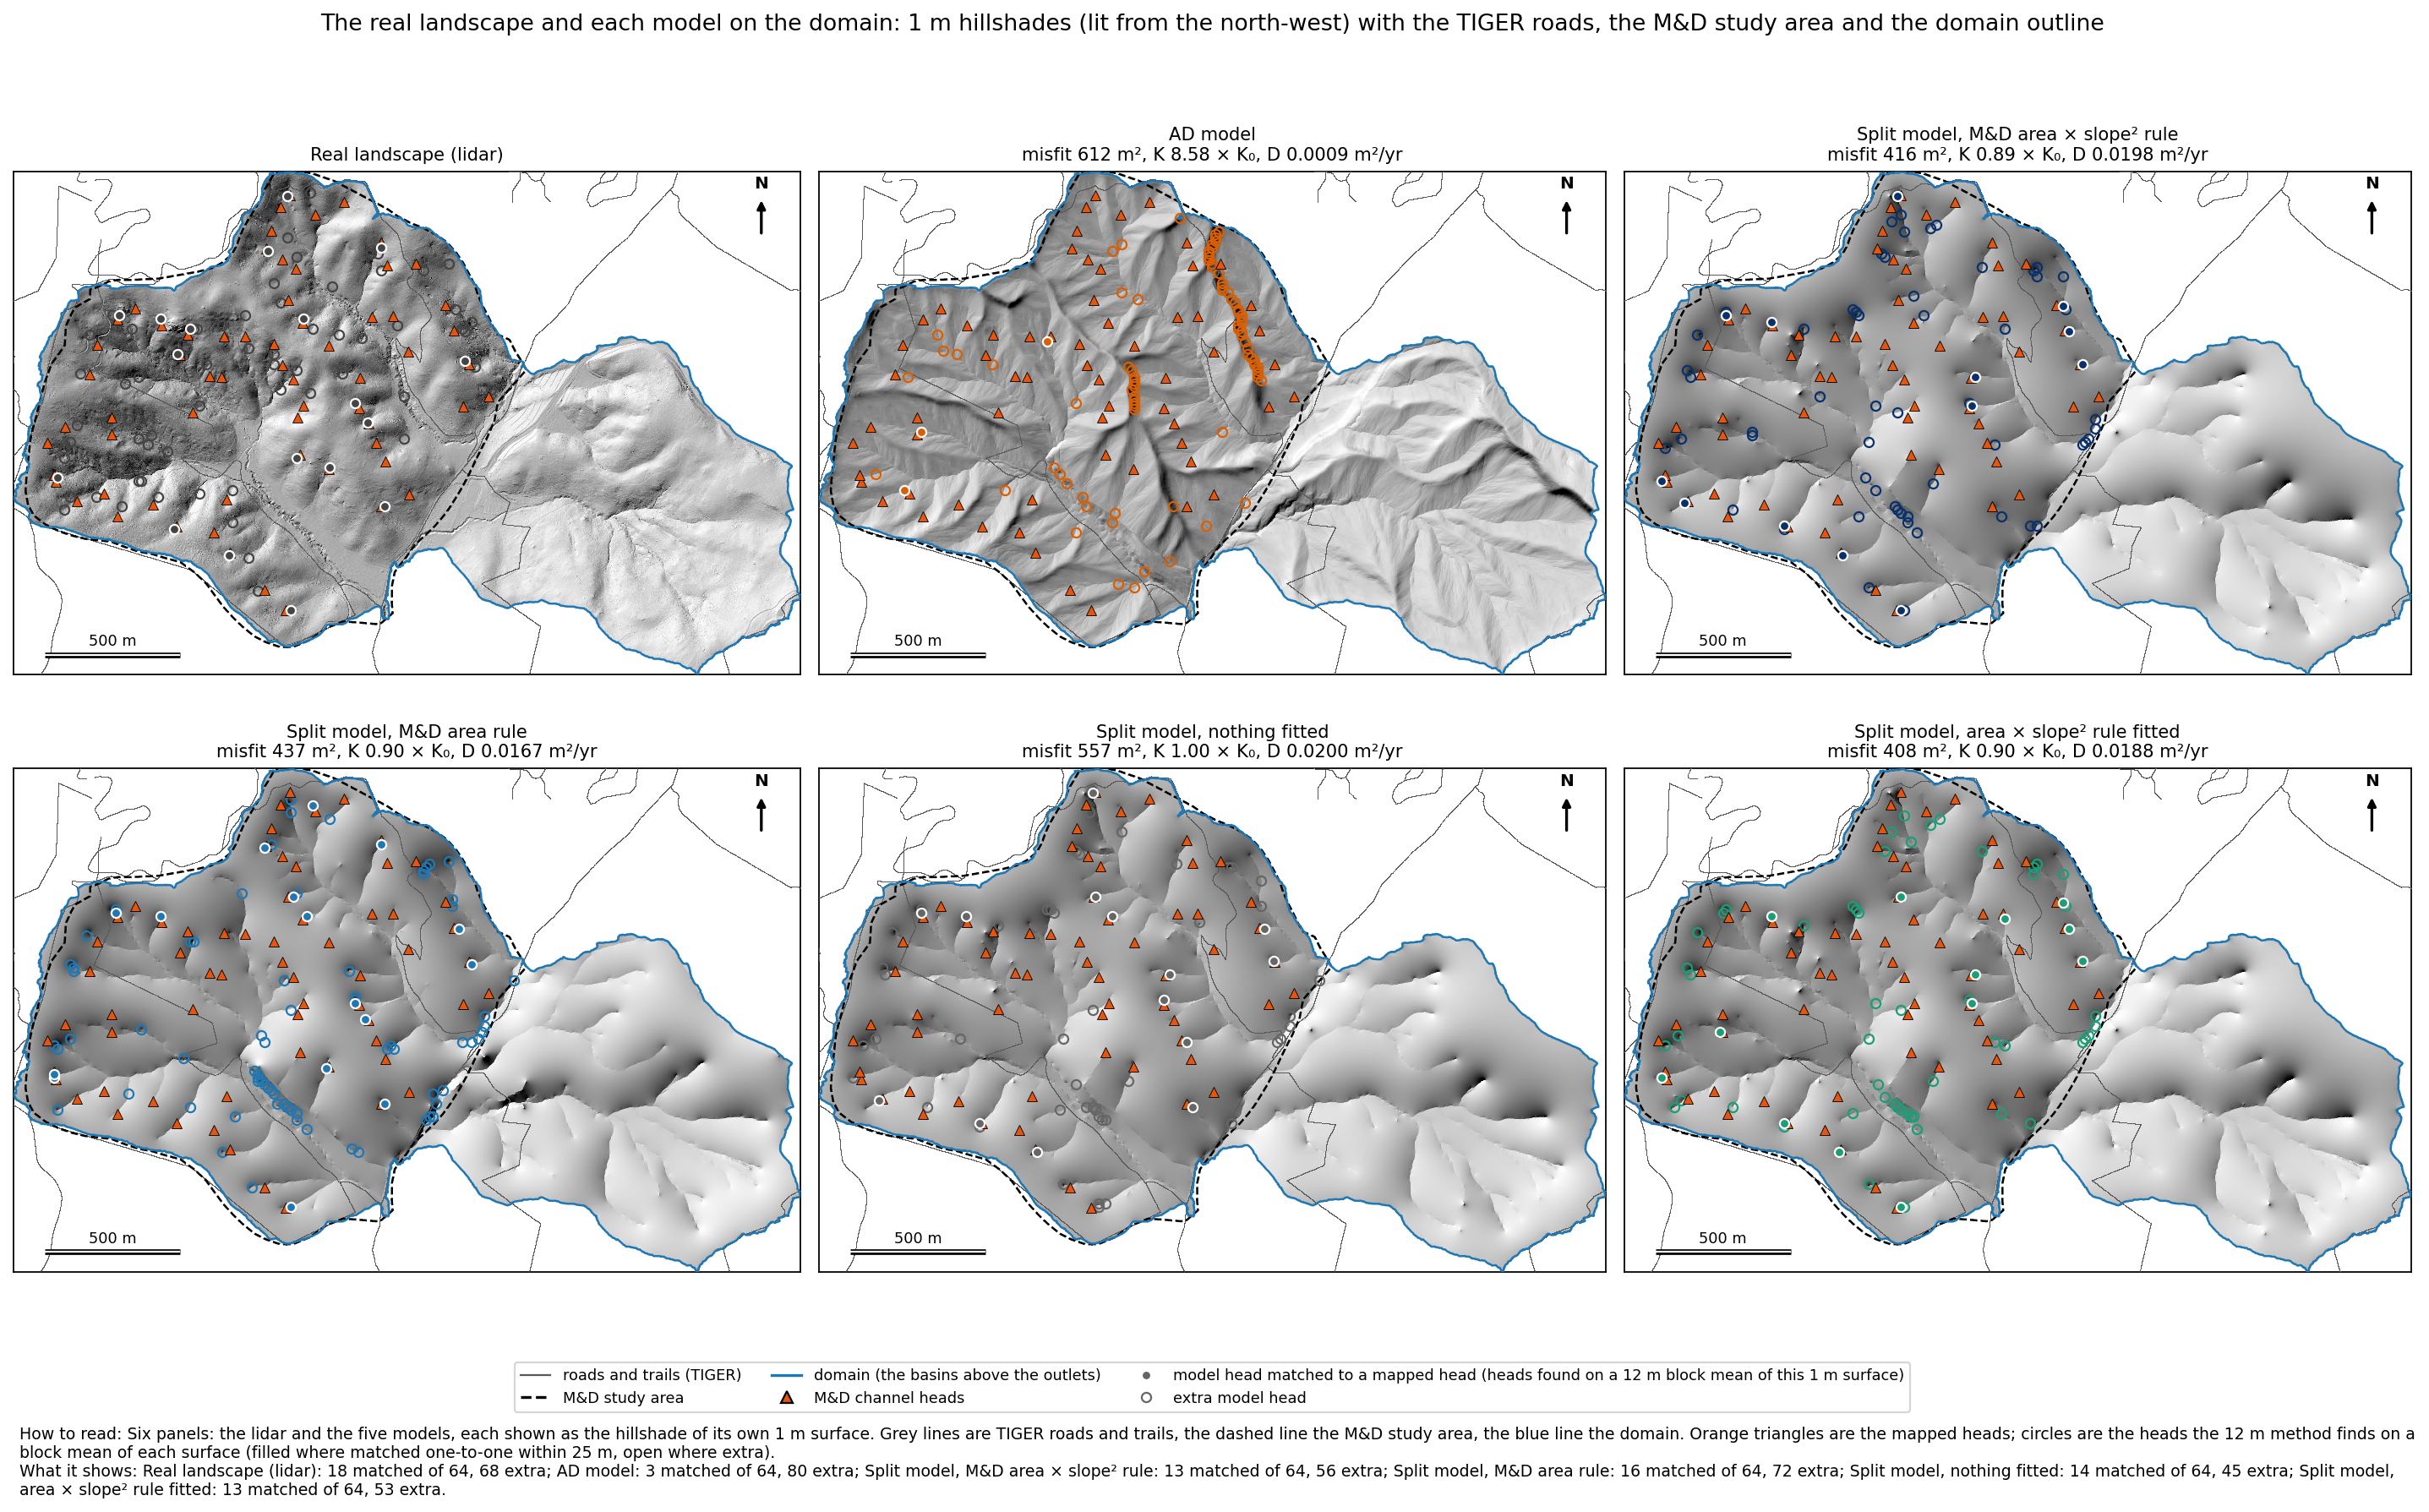 The real landscape and each model on the domain: 1 m hillshades (lit from the north-west) with the TIGER roads, the M&D study area and the domain outline
Real landscape (lidar)
N
500 m
AD model
misfit 612 m², K 8.58 × K₀, D 0.0009 m²/yr
N
500 m
Split model, M&D area × slope² rule
misfit 416 m², K 0.89 × K₀, D 0.0198 m²/yr
N
500 m
Split model, M&D area rule
misfit 437 m², K 0.90 × K₀, D 0.0167 m²/yr
N
500 m
Split model, nothing fitted
misfit 557 m², K 1.00 × K₀, D 0.0200 m²/yr
N
500 m
Split model, area × slope² rule fitted
misfit 408 m², K 0.90 × K₀, D 0.0188 m²/yr
N
500 m
roads and trails (TIGER)
M&D study area
domain (the basins above the outlets)
M&D channel heads
model head matched to a mapped head (heads found on a 12 m block mean of this 1 m surface)
extra model head
How to read: Six panels: the lidar and the five models, each shown as the hillshade of its own 1 m surface. Grey lines are TIGER roads and trails, the dashed line the M&D study area, the blue line the domain. Orange triangles are the mapped heads; circles are the heads the 12 m method finds on a
block mean of each surface (filled where matched one-to-one within 25 m, open where extra).
What it shows: Real landscape (lidar): 18 matched of 64, 68 extra; AD model: 3 matched of 64, 80 extra; Split model, M&D area × slope² rule: 13 matched of 64, 56 extra; Split model, M&D area rule: 16 matched of 64, 72 extra; Split model, nothing fitted: 14 matched of 64, 45 extra; Split model,
area × slope² rule fitted: 13 matched of 64, 53 extra.